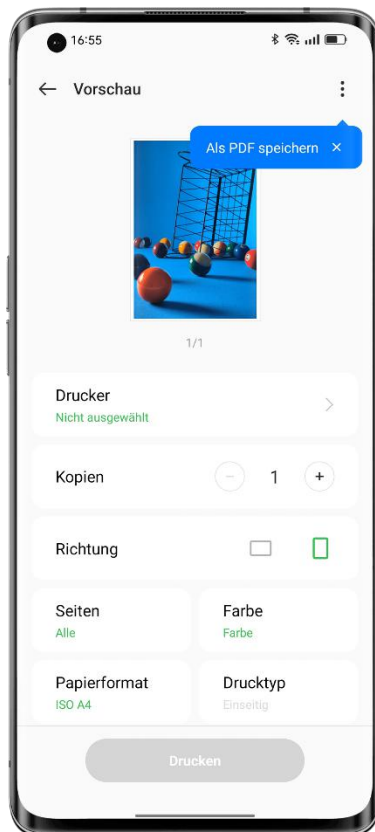 16:55
Vorschau
Als PDF speichern ×
1/1
Drucker
Nicht ausgewählt
Kopien
1
Richtung
Seiten
Alle
Farbe
Farbe
Papierformat
ISO A4
Drucktyp
Einseitig
Drucken